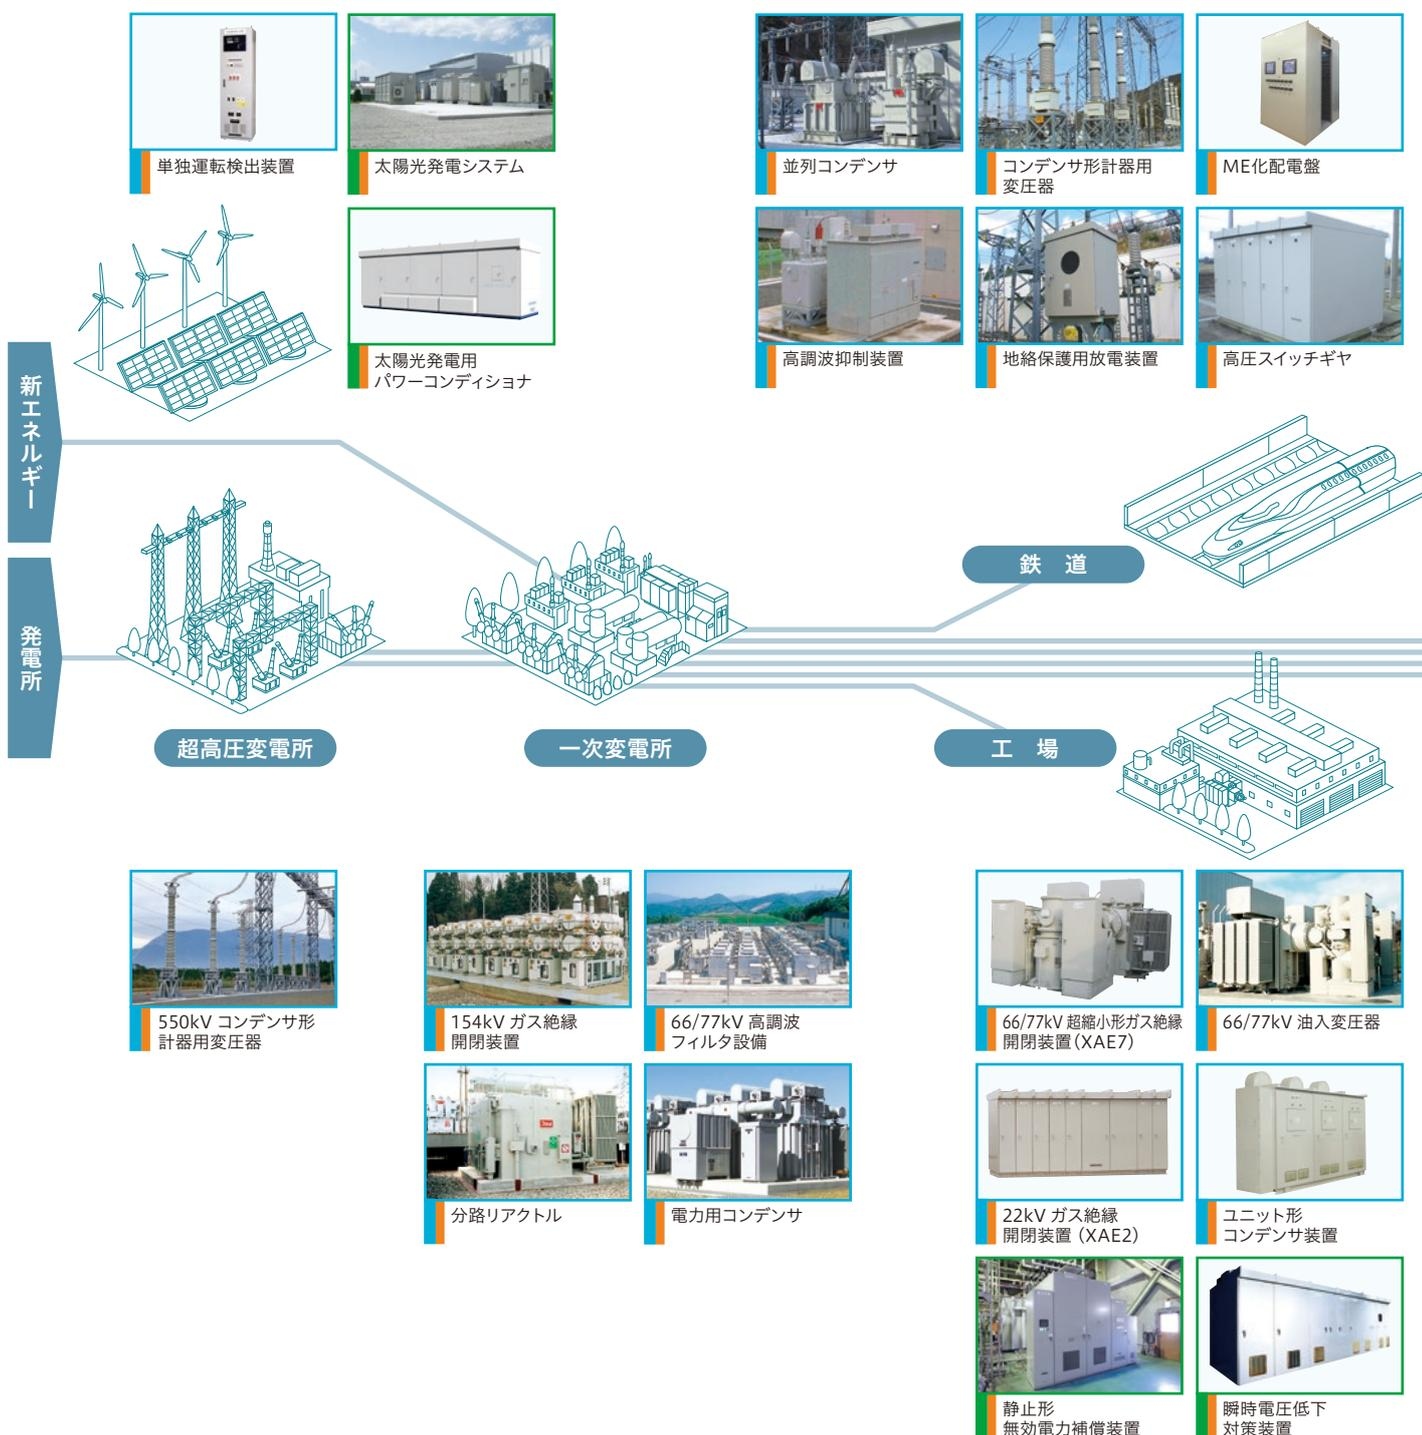 単独運転検出装置
太陽光発電システム
並列コンデンサ
コンデンサ形計器用
変圧器
ME化配電盤
太陽光発電用
パワーコンディショナ
高調波抑制装置
地絡保護用放電装置
高圧スイッチギヤ
新エネルギー
発電所
鉄 道
超高圧変電所
一次変電所
工 場
550kV コンデンサ形
計器用変圧器
154kV ガス絶縁
開閉装置
66/77kV 高調波
フィルタ設備
66/77kV 超縮小形ガス絶縁
開閉装置(XAE7)
66/77kV 油入変圧器
分路リアクトル
電力用コンデンサ
22kV ガス絶縁
開閉装置 (XAE2)
ユニット形
コンデンサ装置
静止形
無効電力補償装置
瞬時電圧低下
対策装置